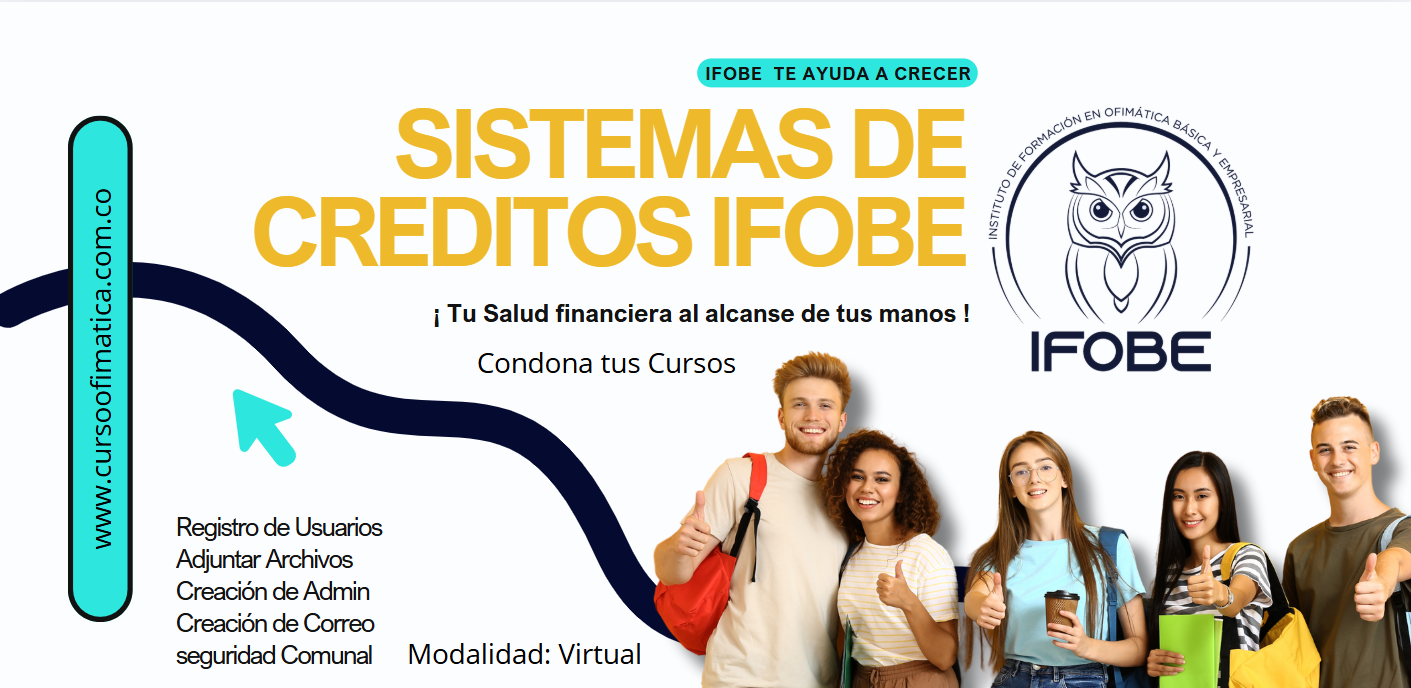 IFOBE TE AYUDA A CRECER
SISTEMAS DE
CREDITOS IFOBE
¡ Tu Salud financiera al alcanse de tus manos !
Condona tus Cursos
INSTITUTO DE FORMACIÓN EN OFIMÁTICA BÁSICA Y EMPRESARIAL
IFOBE
www.cursoofimatica.com.co
Registro de Usuarios
Adjuntar Archivos
Creación de Admin
Creación de Correo
seguridad Comunal
Modalidad: Virtual